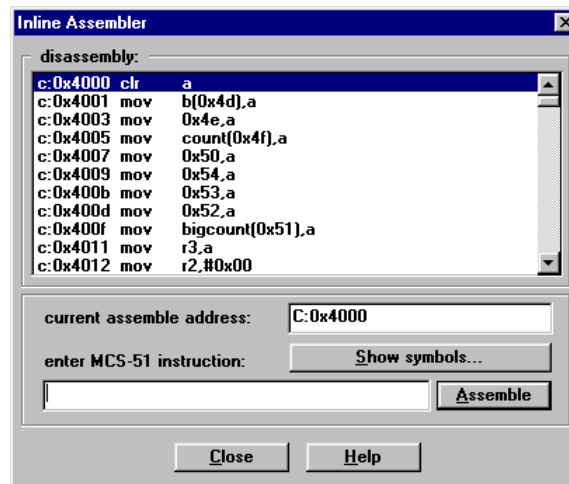 Inline Assembler
disassembly:
c:0x4000 clr a
c:0x4001 mov b(0x4d),a
c:0x4003 mov 0x4e,a
c:0x4005 mov count(0x4f),a
c:0x4007 mov 0x50,a
c:0x4009 mov 0x54,a
c:0x400b mov 0x53,a
c:0x400d mov 0x52,a
c:0x400f mov bigcount(0x51),a
c:0x4011 mov r3,a
c:0x4012 mov r2,#0x00
current assemble address: C:0x4000
enter MCS-51 instruction: Show symbols...
Assemble
Close Help